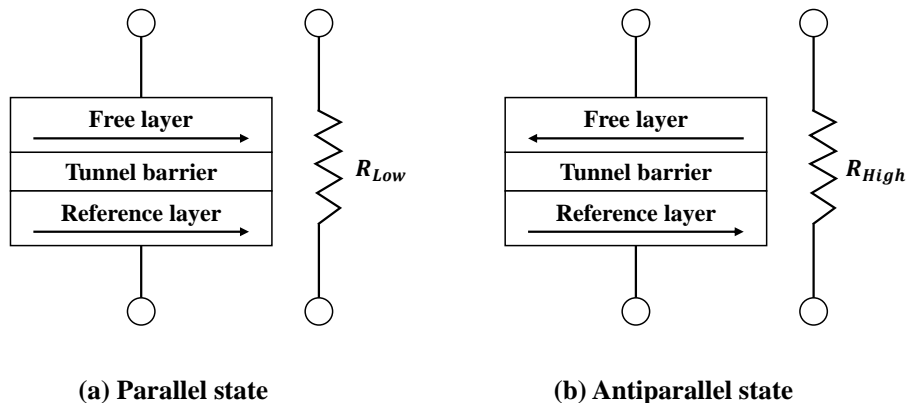 Free layer
Tunnel barrier
Reference layer
R_Low
(a) Parallel state
Free layer
Tunnel barrier
Reference layer
R_High
(b) Antiparallel state